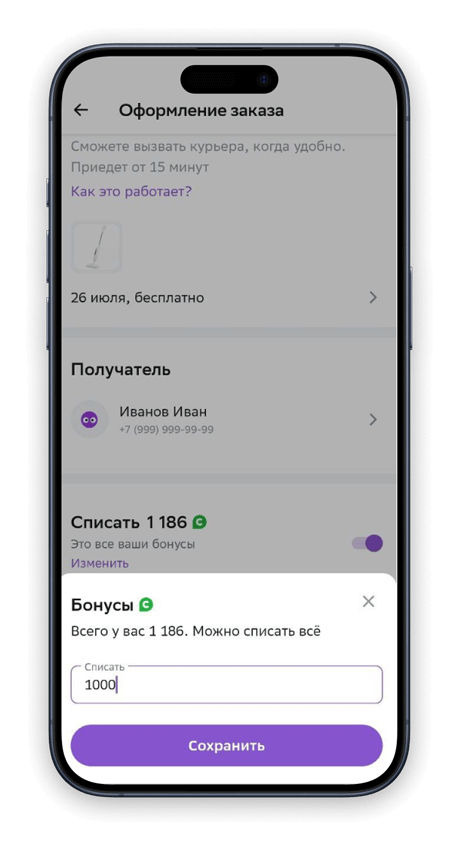 Оформление заказа
Сможете вызвать курьера, когда удобно.
Приедет от 15 минут
Как это работает?
26 июля, бесплатно
Получатель
Иванов Иван
+7 (999) 999-99-99
Списать 1 186
Это все ваши бонусы
Изменить
Бонусы
Всего у вас 1 186. Можно списать всё
Списать
1000
Сохранить